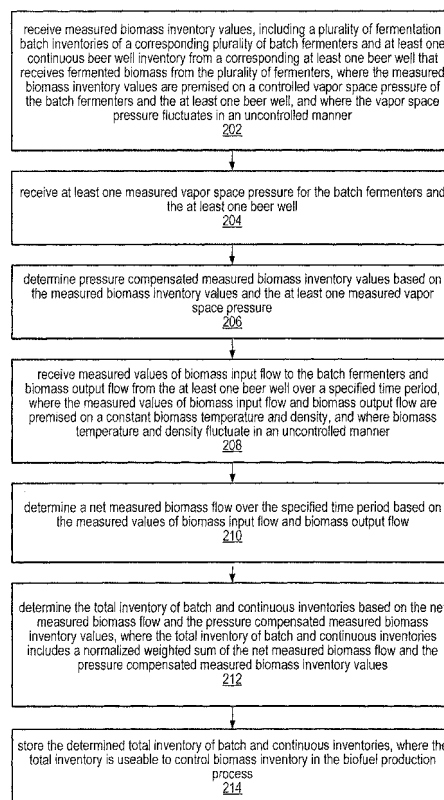 receive measured biomass inventory values, including a plurality of fermentation
batch inventories of a corresponding plurality of batch fermenters and at least one
continuous beer well inventory from a corresponding at least one beer well that
receives fermented biomass from the plurality of fermenters, where the measured
biomass inventory values are premised on a controlled vapor space pressure of
the batch fermenters and the at least one beer well, and where the vapor space
pressure fluctuates in an uncontrolled manner
202
receive at least one measured vapor space pressure for the batch fermenters and
the at least one beer well
204
determine pressure compensated measured biomass inventory values based on
the measured biomass inventory values and the at least one measured vapor
space pressure
206
receive measured values of biomass input flow to the batch fermenters and
biomass output flow from the at least one beer well over a specified time period,
where the measured values of biomass input flow and biomass output flow are
premised on a constant biomass temperature and density, and where biomass
temperature and density fluctuate in an uncontrolled manner
208
determine a net measured biomass flow over the specified time period based on
the measured values of biomass input flow and biomass output flow
210
determine the total inventory of batch and continuous inventories based on the net
measured biomass flow and the pressure compensated measured biomass
inventory values, where the total inventory of batch and continuous inventories
includes a normalized weighted sum of the net measured biomass flow and the
pressure compensated measured biomass inventory values
212
store the determined total inventory of batch and continuous inventories, where the
total inventory is useable to control biomass inventory in the biofuel production
process
214